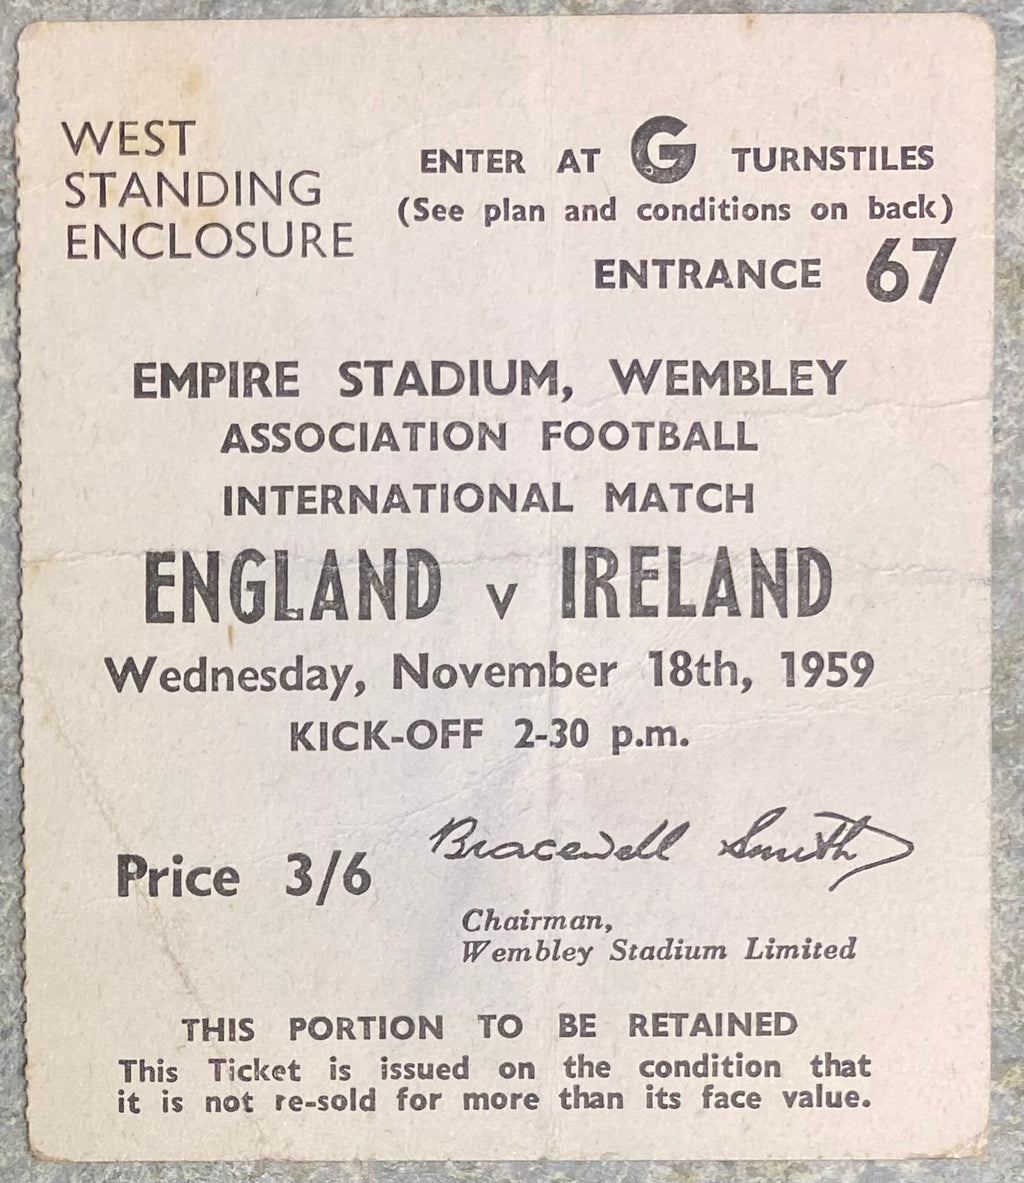 WEST
STANDING
ENCLOSURE
ENTER AT G TURNSTILES
(See plan and conditions on back)
ENTRANCE 67
EMPIRE STADIUM, WEMBLEY
ASSOCIATION FOOTBALL
INTERNATIONAL MATCH
ENGLAND v IRELAND
Wednesday, November 18th, 1959
KICK-OFF 2-30 p.m.
Price 3/6
Bracewell Smith
Chairman,
Wembley Stadium Limited
THIS PORTION TO BE RETAINED
This Ticket is issued on the condition that
it is not re-sold for more than its face value.